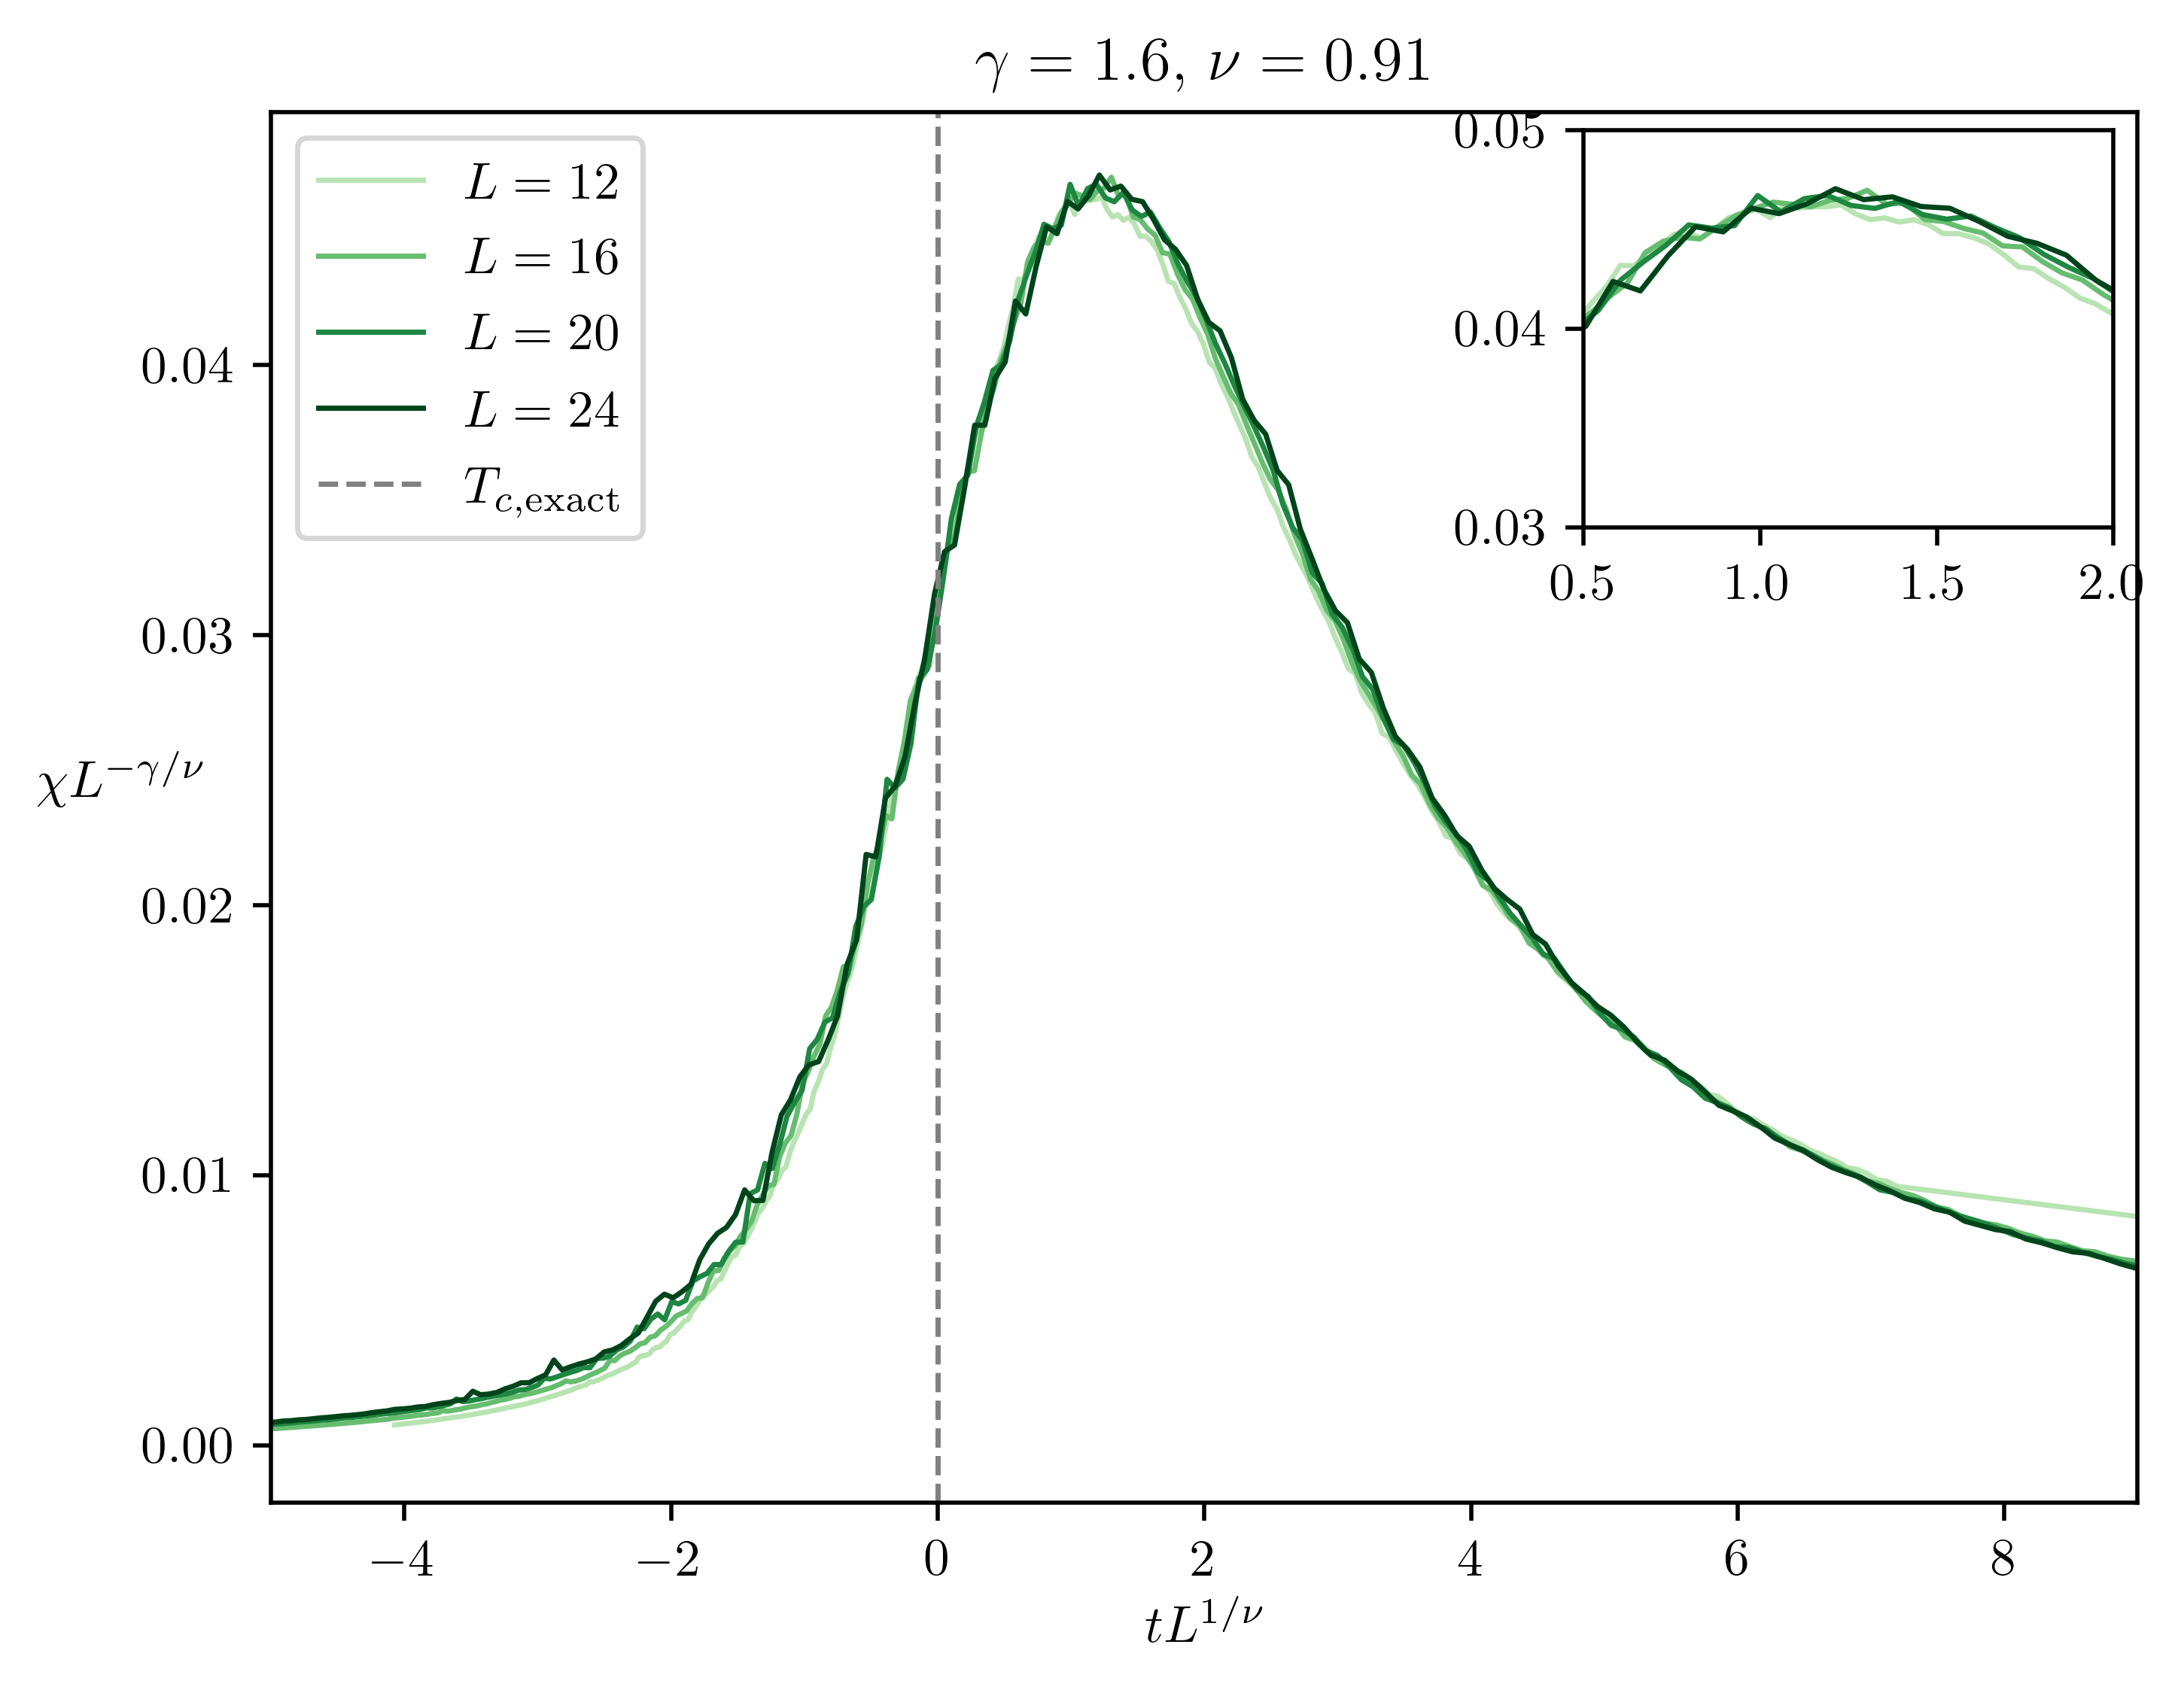 γ = 1.6, ν = 0.91
L = 12
L = 16
L = 20
L = 24
T_{c,exact}
0.05
0.04
0.03
0.5 1.0 1.5 2.0
0.04
0.03
χL^{−γ/ν}
0.02
0.01
0.00
−4 −2 0 2 4 6 8
tL^{1/ν}